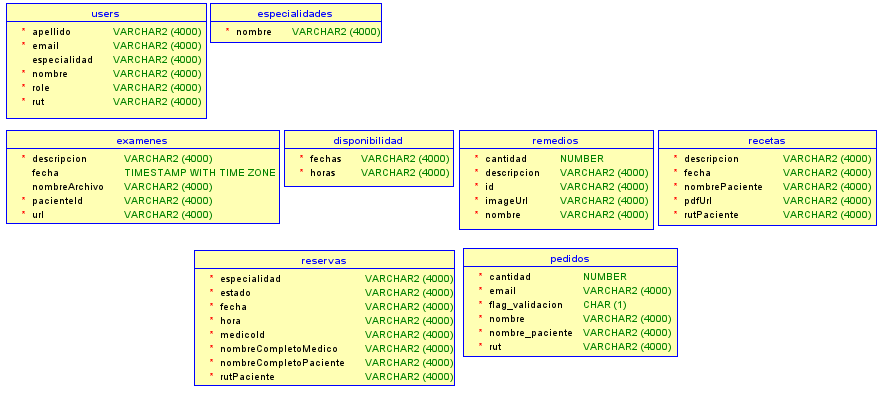 users
* apellido VARCHAR2 (4000)
* email VARCHAR2 (4000)
especialidad VARCHAR2 (4000)
* nombre VARCHAR2 (4000)
* role VARCHAR2 (4000)
* rut VARCHAR2 (4000)
especialidades
* nombre VARCHAR2 (4000)
examenes
* descripcion VARCHAR2 (4000)
fecha TIMESTAMP WITH TIME ZONE
nombreArchivo VARCHAR2 (4000)
* pacienteId VARCHAR2 (4000)
* url VARCHAR2 (4000)
disponibilidad
* fechas VARCHAR2 (4000)
* horas VARCHAR2 (4000)
remedios
* cantidad NUMBER
* descripcion VARCHAR2 (4000)
* id VARCHAR2 (4000)
* imageUrl VARCHAR2 (4000)
* nombre VARCHAR2 (4000)
recetas
* descripcion VARCHAR2 (4000)
* fecha VARCHAR2 (4000)
* nombrePaciente VARCHAR2 (4000)
* pdfUrl VARCHAR2 (4000)
* rutPaciente VARCHAR2 (4000)
reservas
* especialidad VARCHAR2 (4000)
* estado VARCHAR2 (4000)
* fecha VARCHAR2 (4000)
* hora VARCHAR2 (4000)
* medicoId VARCHAR2 (4000)
* nombreCompletoMedico VARCHAR2 (4000)
* nombreCompletoPaciente VARCHAR2 (4000)
* rutPaciente VARCHAR2 (4000)
pedidos
* cantidad NUMBER
* email VARCHAR2 (4000)
* flag_validacion CHAR (1)
* nombre VARCHAR2 (4000)
* nombre_paciente VARCHAR2 (4000)
* rut VARCHAR2 (4000)